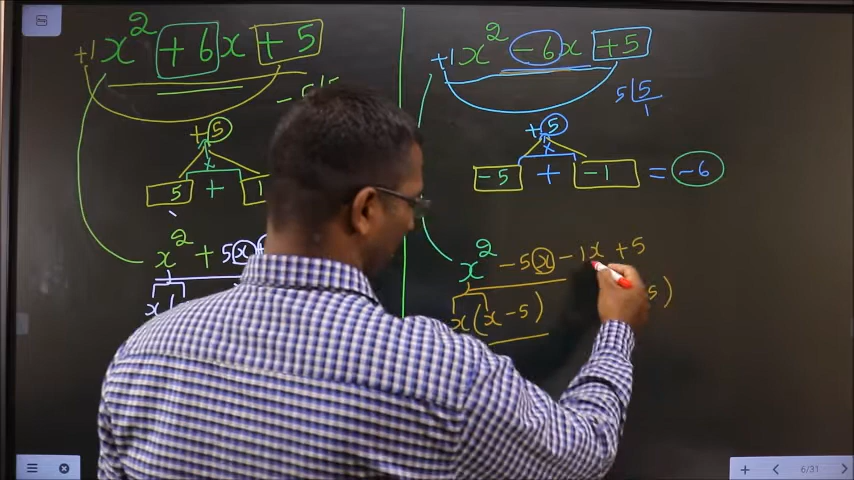 +1x² +6x +5
-5
+5
×
5 + 1
x² + 5x +
x(
+1x² -6x +5
5|5
1
+5
×
-5 + -1 = -6
x² -5x -1x +5
x(x-5) 5)
6/31